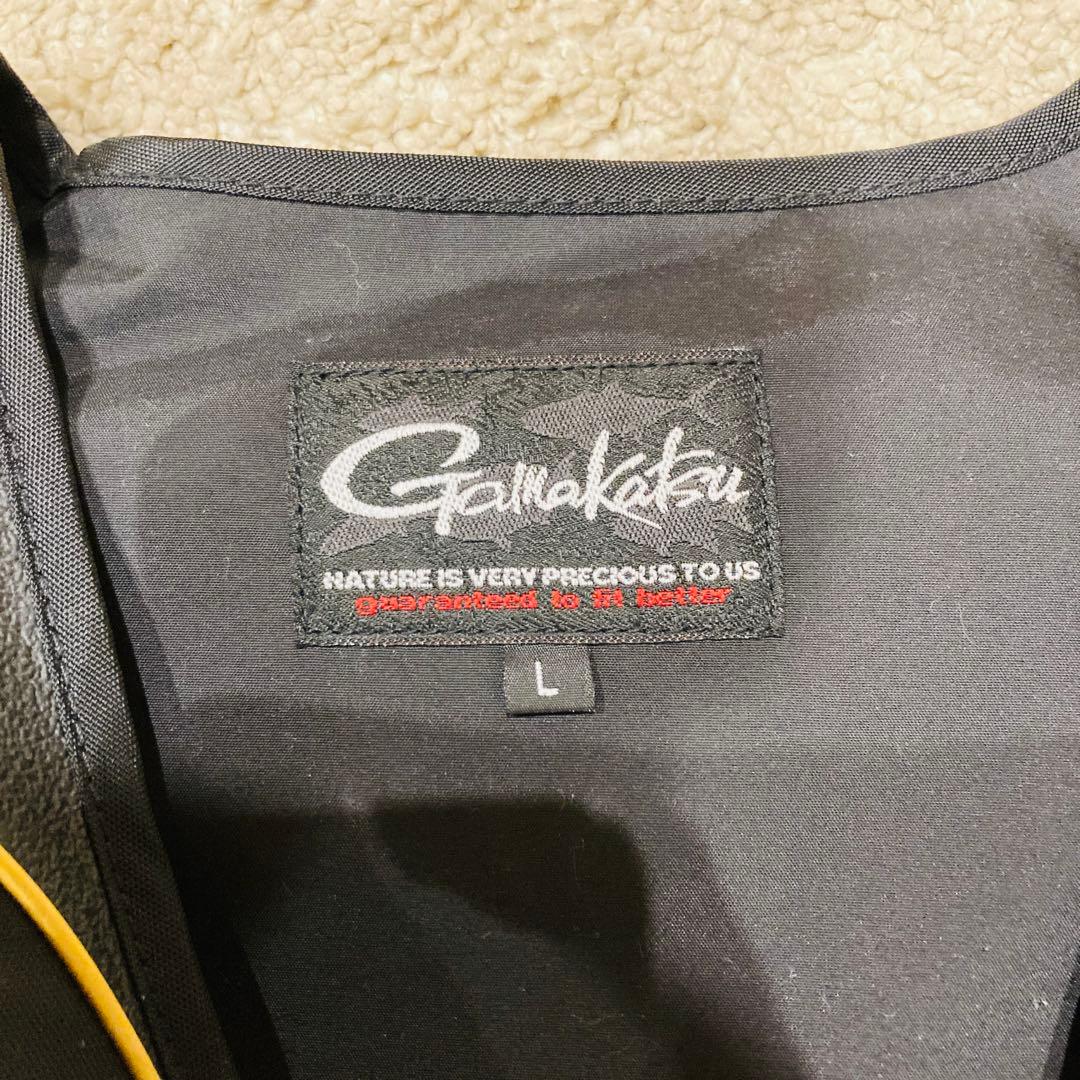 Gamakatsu
NATURE IS VERY PRECIOUS TO US
guaranteed to fit better
L